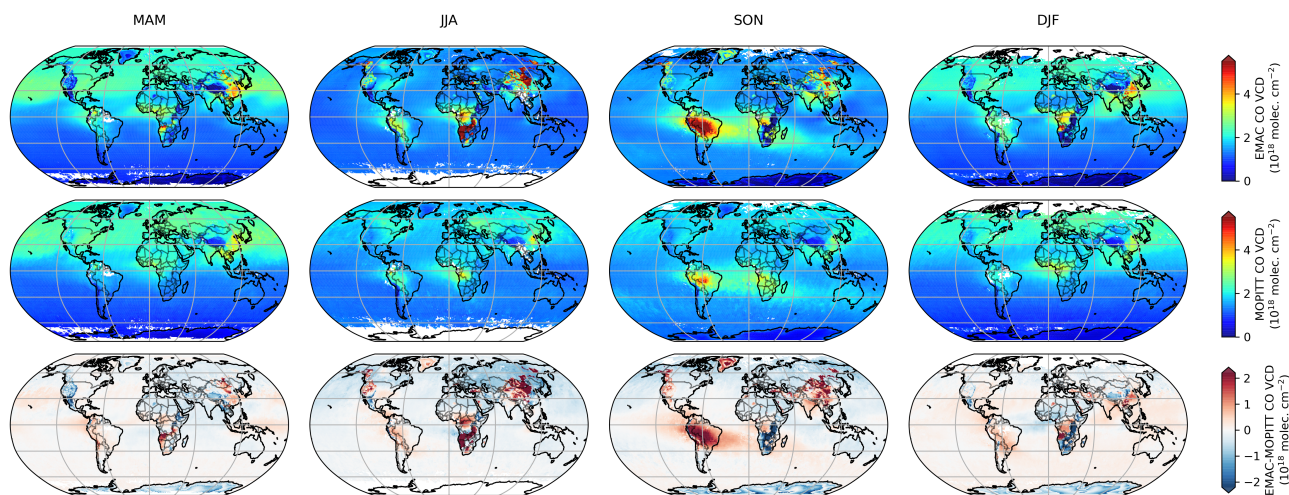 MAM JJA SON DJF
4
2
0
EMAC CO VCD
(10¹⁸ molec. cm⁻²)
4
2
0
MOPITT CO VCD
(10¹⁸ molec. cm⁻²)
2
1
0
−1
−2
EMAC-MOPITT CO VCD
(10¹⁸ molec. cm⁻²)